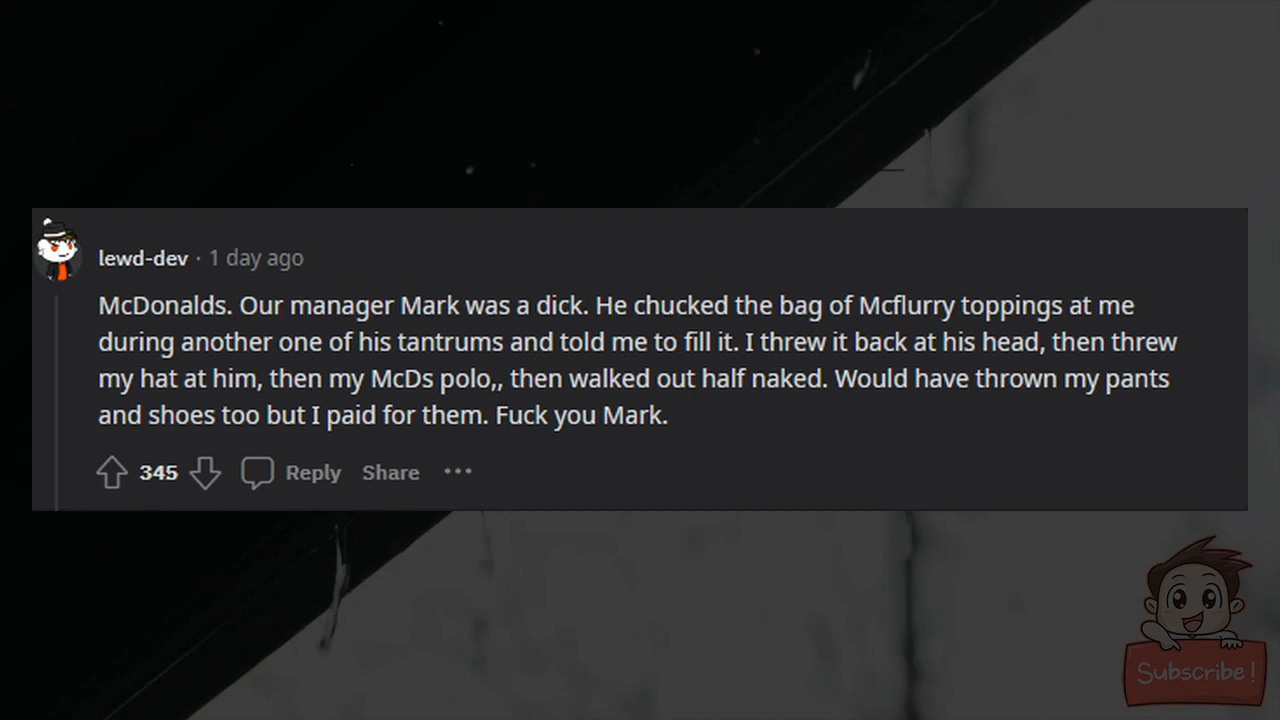 lewd-dev · 1 day ago
McDonalds. Our manager Mark was a dick. He chucked the bag of Mcflurry toppings at me
during another one of his tantrums and told me to fill it. I threw it back at his head, then threw
my hat at him, then my McDs polo,, then walked out half naked. Would have thrown my pants
and shoes too but I paid for them. Fuck you Mark.
345 Reply Share ···
Subscribe!